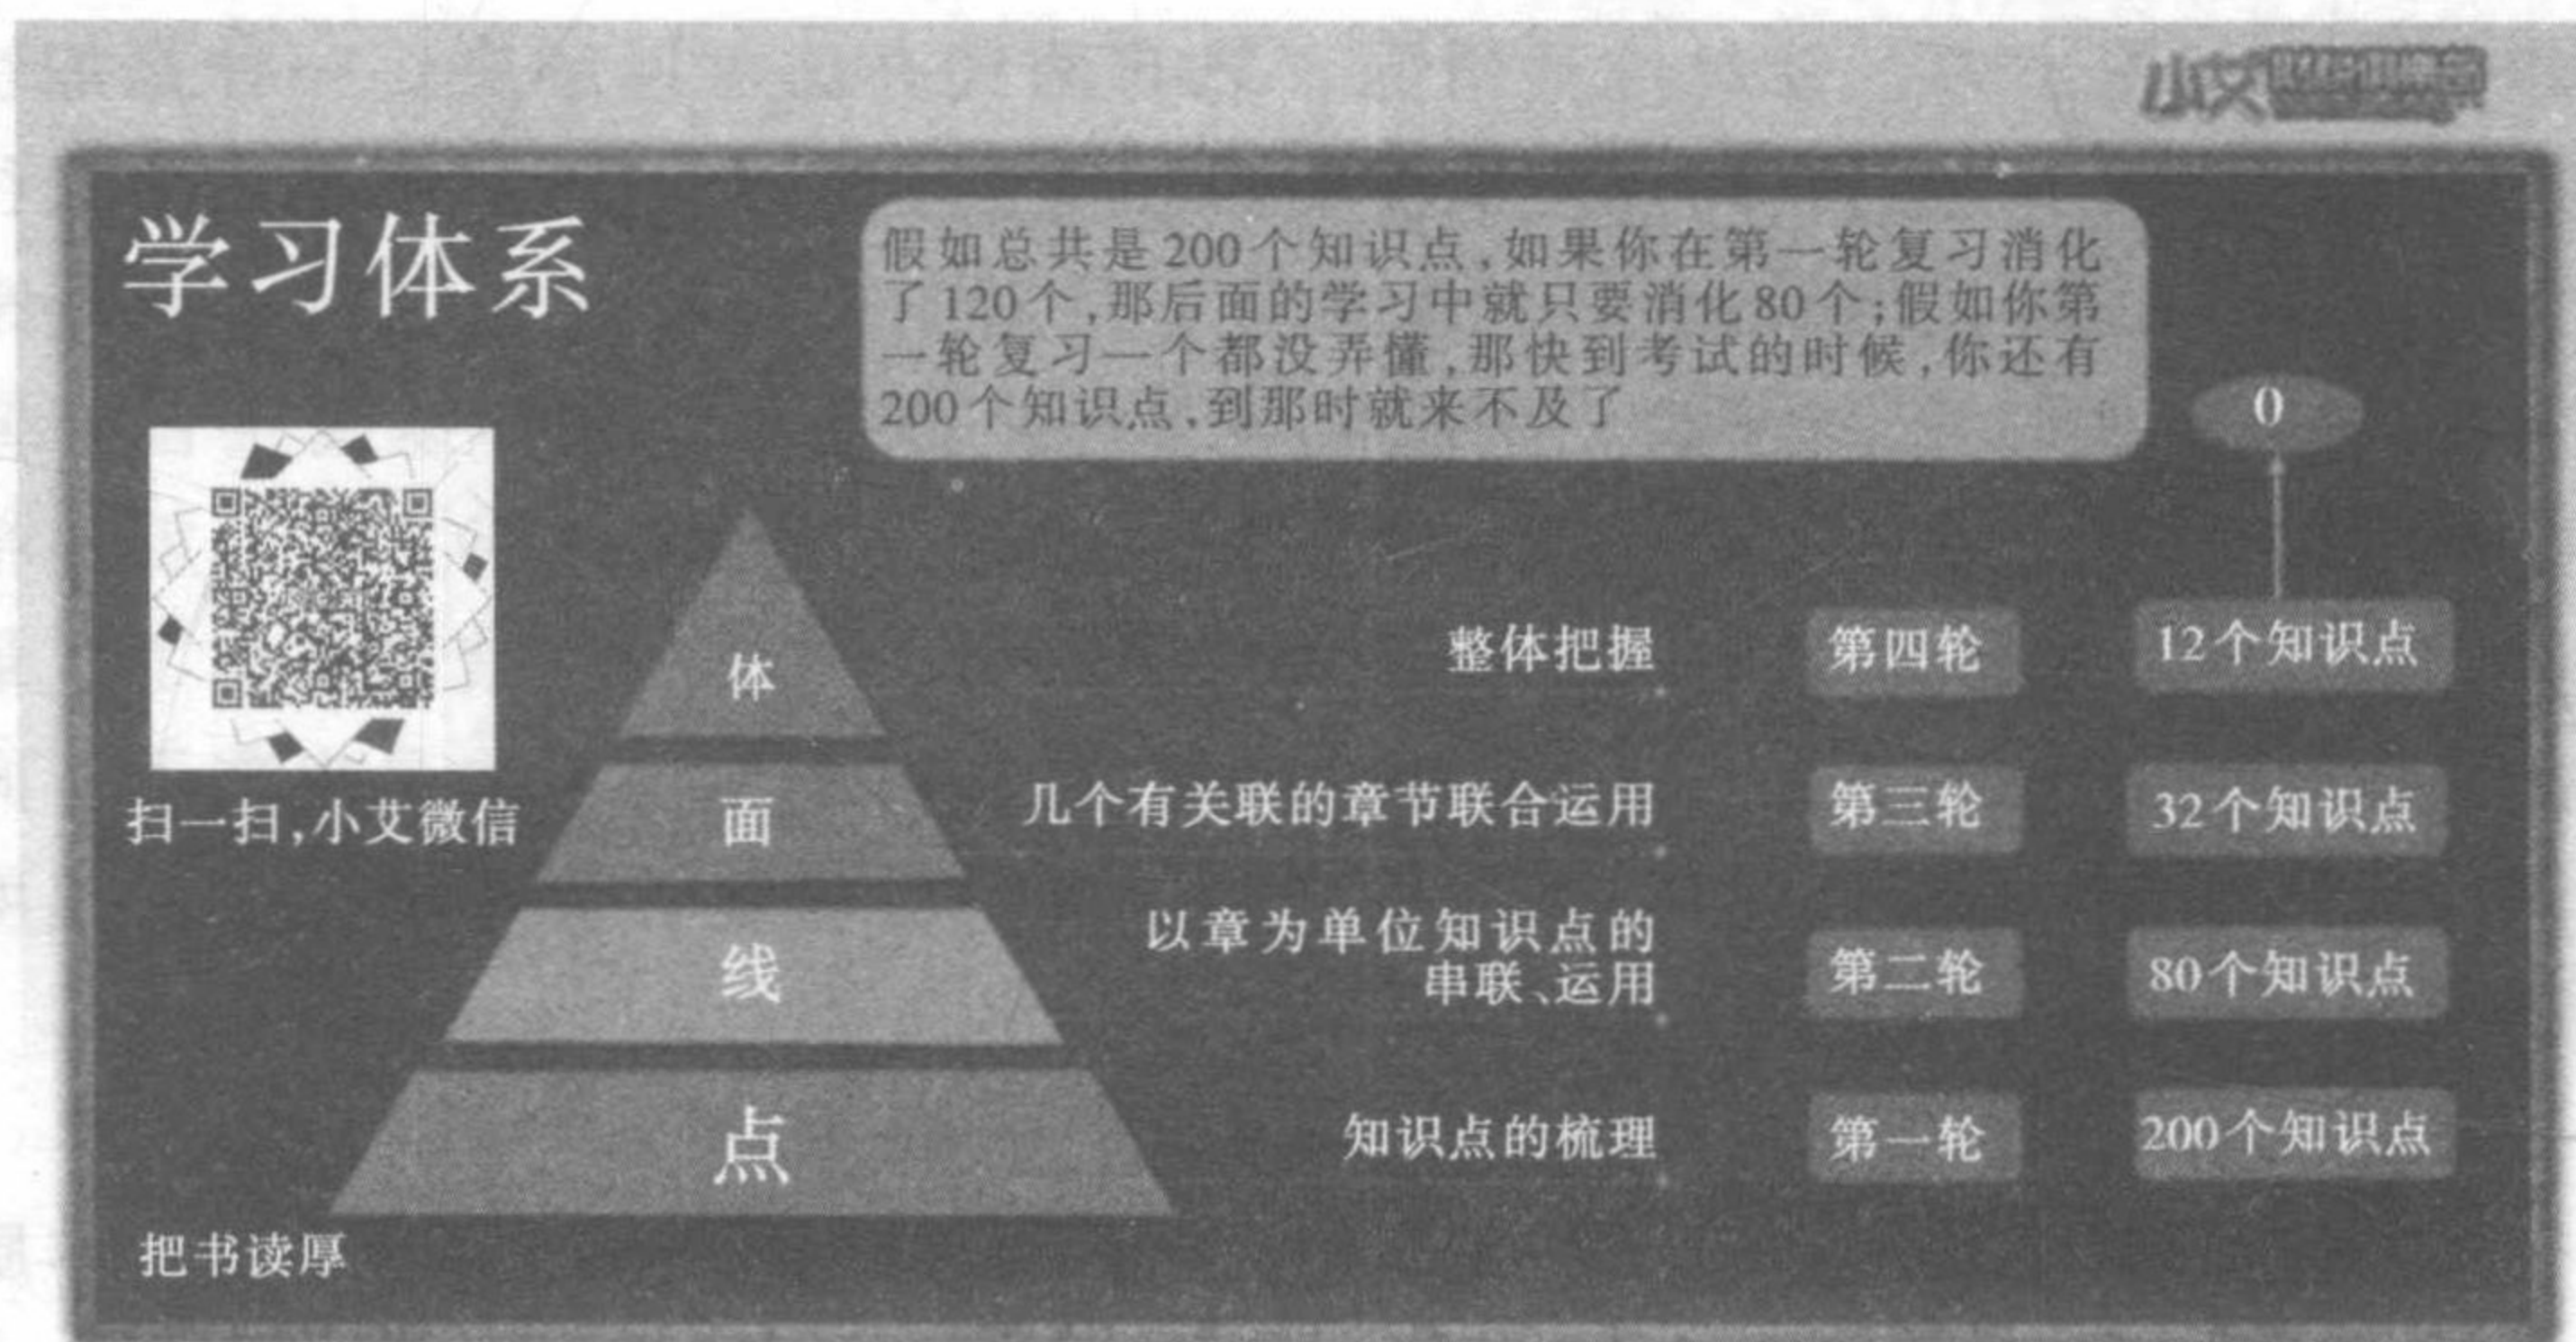 小艾
学习体系
假如总共是200个知识点,如果你在第一轮复习消化
了120个,那后面的学习中就只要消化80个;假如你第
一轮复习一个都没弄懂,那快到考试的时候,你还有
200个知识点,到那时就来不及了
0
体
整体把握
第四轮
12个知识点
扫一扫,小艾微信
面
几个有关联的章节联合运用
第三轮
32个知识点
线
以章为单位知识点的
串联、运用
第二轮
80个知识点
点
知识点的梳理
第一轮
200个知识点
把书读厚